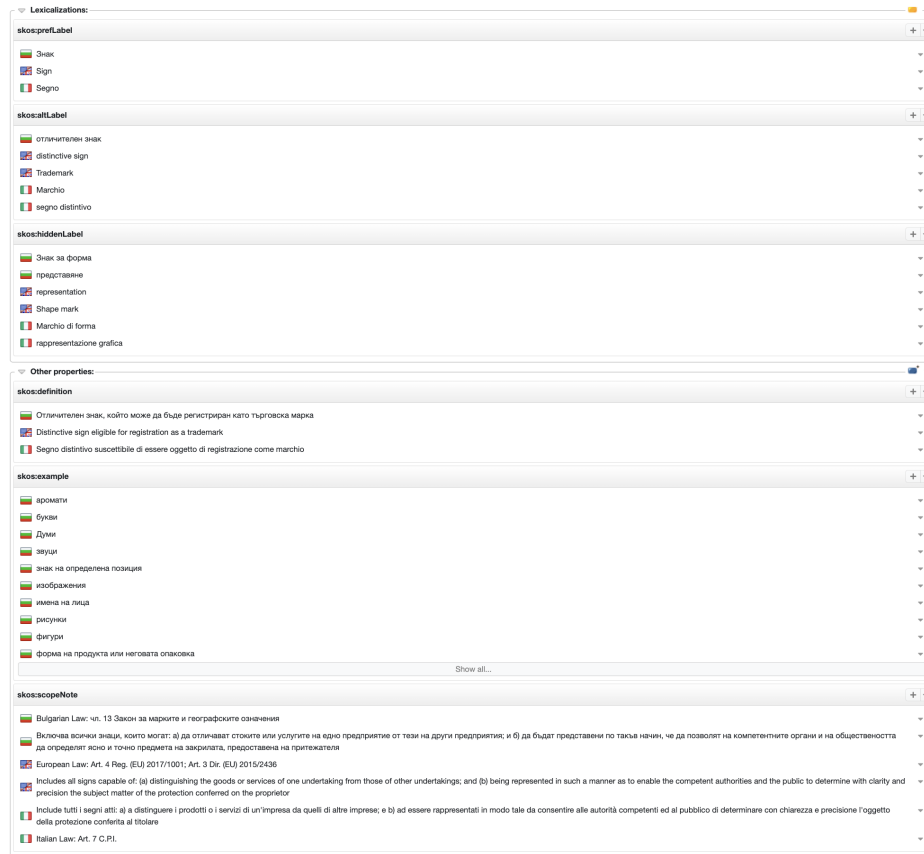 Lexicalizations:
skos:prefLabel
Знак
Sign
Segno
skos:altLabel
отличителен знак
distinctive sign
Trademark
Marchio
segno distintivo
skos:hiddenLabel
Знак за форма
представяне
representation
Shape mark
Marchio di forma
rappresentazione grafica
Other properties:
skos:definition
Отличителен знак, който може да бъде регистриран като търговска марка
Distinctive sign eligible for registration as a trademark
Segno distintivo suscettibile di essere oggetto di registrazione come marchio
skos:example
аромати
букви
Думи
звуци
знак на определена позиция
изображения
имена на лица
рисунки
фигури
форма на продукта или неговата опаковка
Show all...
skos:scopeNote
Bulgarian Law: чл. 13 Закон за марките и географските означения
Включва всички знаци, които могат: а) да отличават стоките или услугите на едно предприятие от тези на други предприятия; и б) да бъдат представени по такъв начин, че да позволят на компетентните органи и на обществеността
да определят ясно и точно предмета на закрилата, предоставена на притежателя
European Law: Art. 4 Reg. (EU) 2017/1001; Art. 3 Dir. (EU) 2015/2436
Includes all signs capable of: (a) distinguishing the goods or services of one undertaking from those of other undertakings; and (b) being represented in such a manner as to enable the competent authorities and the public to determine with clarity and
precision the subject matter of the protection conferred on the proprietor
Include tutti i segni atti: a) a distinguere i prodotti o i servizi di un'impresa da quelli di altre imprese; e b) ad essere rappresentati in modo tale da consentire alle autorità competenti ed al pubblico di determinare con chiarezza e precisione l'oggetto
della protezione conferita al titolare
Italian Law: Art. 7 C.P.I.